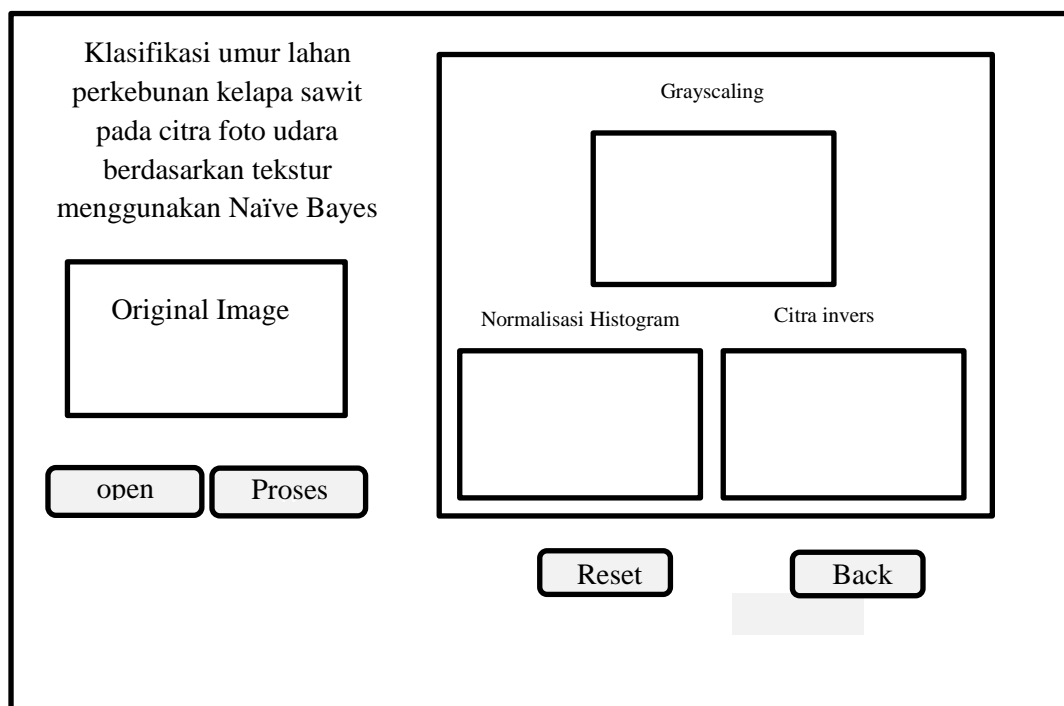 Klasifikasi umur lahan
perkebunan kelapa sawit
pada citra foto udara
berdasarkan tekstur
menggunakan Naïve Bayes
Original Image
open
Proses
Grayscaling
Normalisasi Histogram
Citra invers
Reset
Back